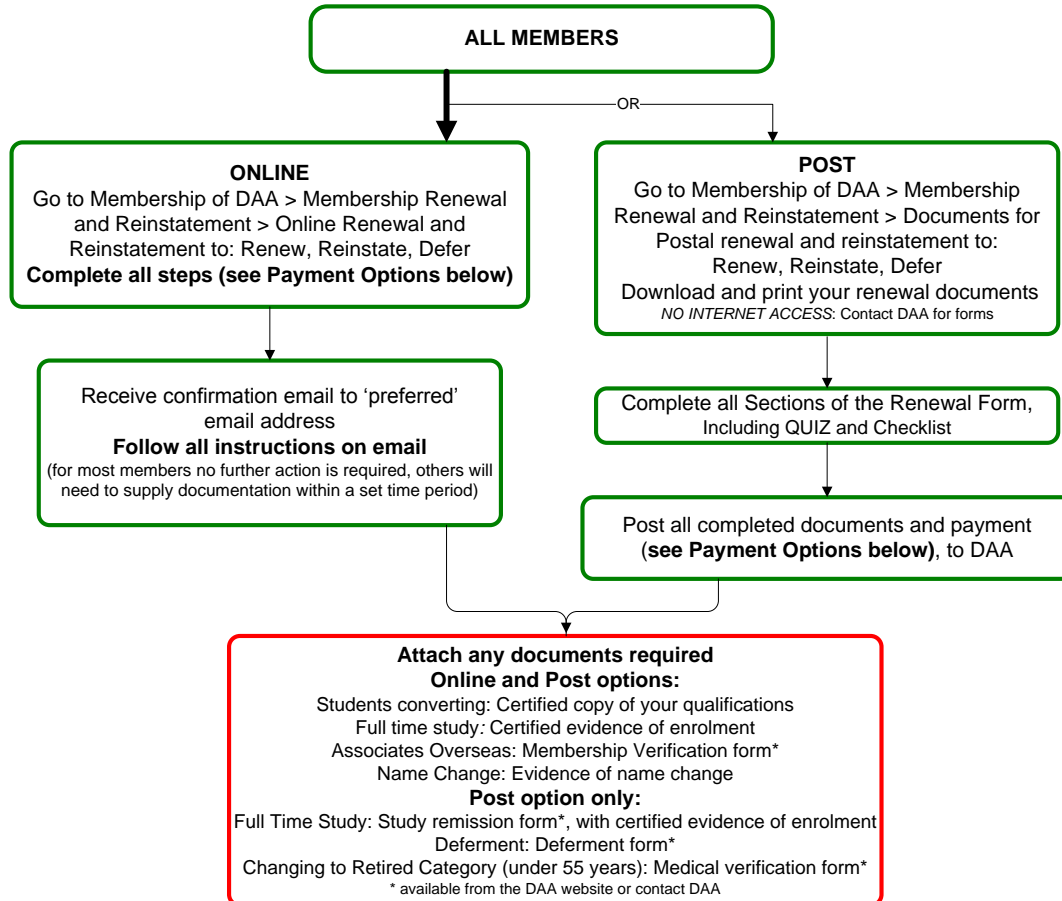 ALL MEMBERS
OR
ONLINE
Go to Membership of DAA > Membership Renewal
and Reinstatement > Online Renewal and
Reinstatement to: Renew, Reinstate, Defer
Complete all steps (see Payment Options below)
POST
Go to Membership of DAA > Membership
Renewal and Reinstatement > Documents for
Postal renewal and reinstatement to:
Renew, Reinstate, Defer
Download and print your renewal documents
NO INTERNET ACCESS: Contact DAA for forms
Receive confirmation email to ‘preferred’
email address
Follow all instructions on email
(for most members no further action is required, others will
need to supply documentation within a set time period)
Complete all Sections of the Renewal Form,
Including QUIZ and Checklist
Post all completed documents and payment
(see Payment Options below), to DAA
Attach any documents required
Online and Post options:
Students converting: Certified copy of your qualifications
Full time study: Certified evidence of enrolment
Associates Overseas: Membership Verification form*
Name Change: Evidence of name change
Post option only:
Full Time Study: Study remission form*, with certified evidence of enrolment
Deferment: Deferment form*
Changing to Retired Category (under 55 years): Medical verification form*
* available from the DAA website or contact DAA